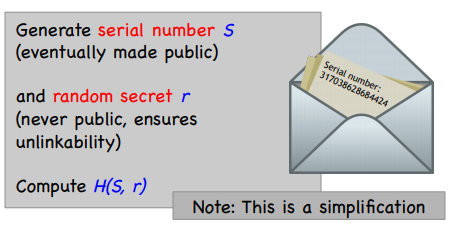 Generate serial number S
(eventually made public)
and random secret r
(never public, ensures
unlinkability)
Compute H(S, r)
Serial number:
317038628684424
Note: This is a simplification